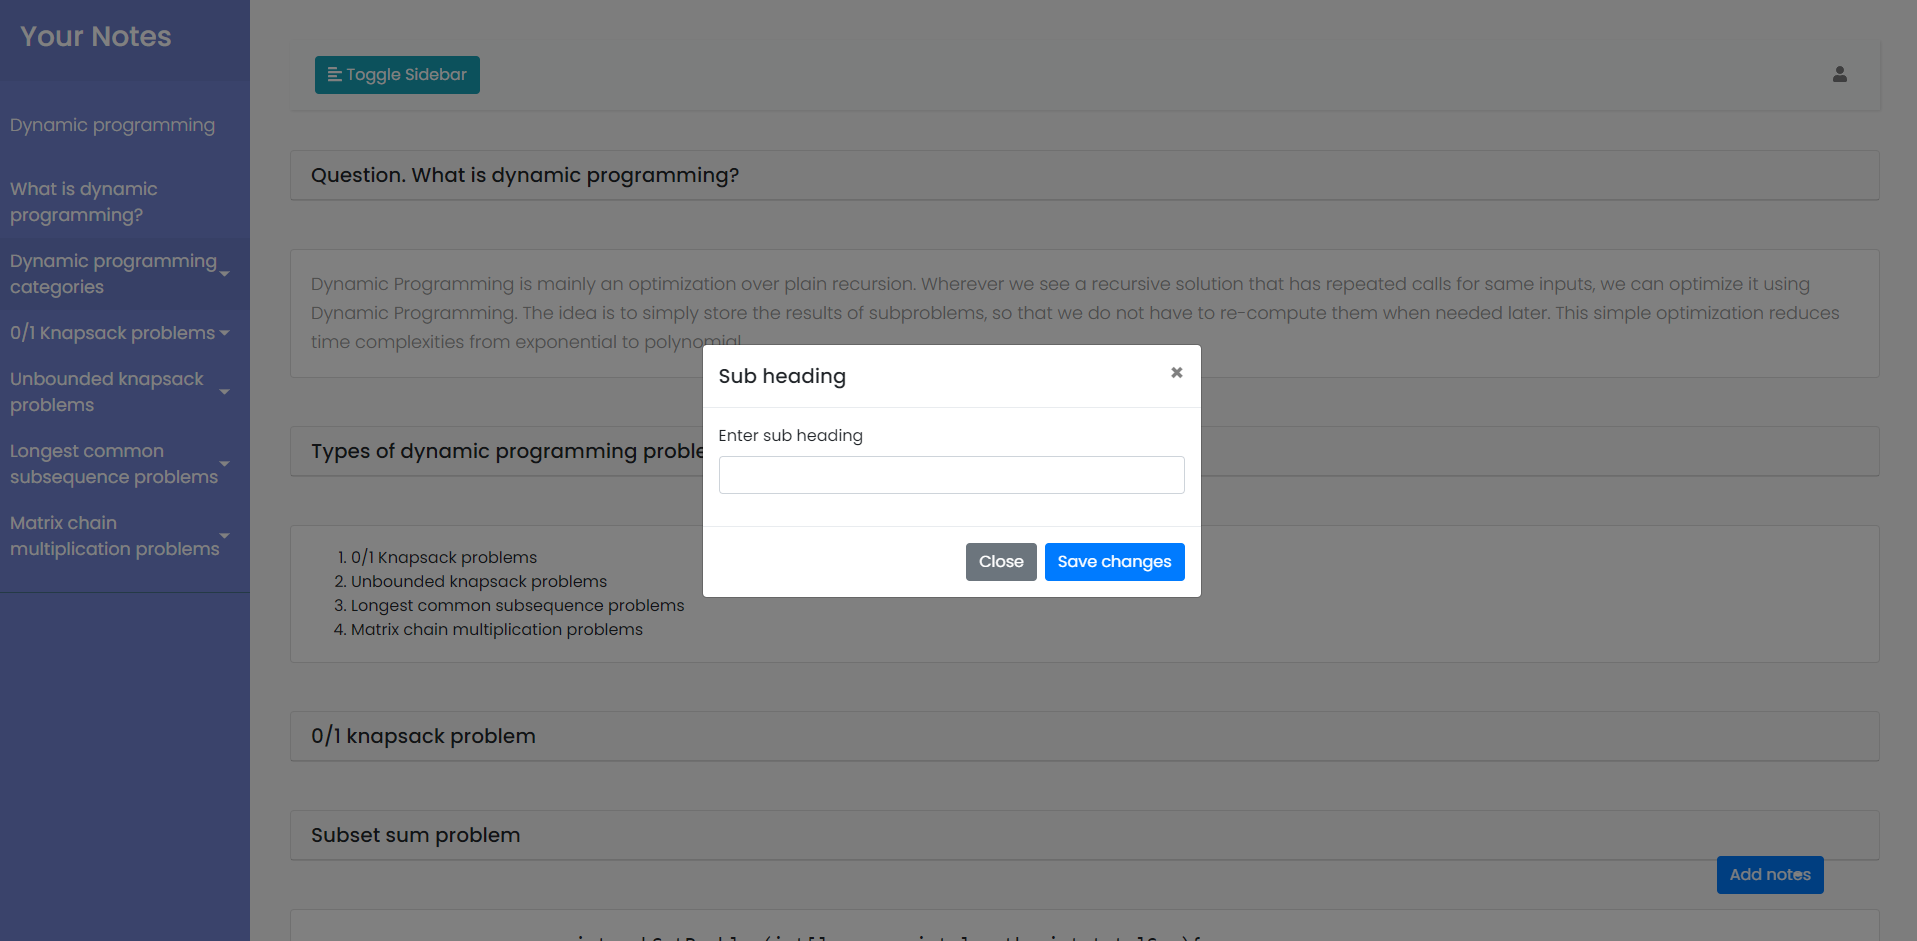 Your Notes
Toggle Sidebar
Dynamic programming
What is dynamic
programming?
Dynamic programming
categories
0/1 Knapsack problems
Unbounded knapsack
problems
Longest common
subsequence problems
Matrix chain
multiplication problems
Question. What is dynamic programming?
Dynamic Programming is mainly an optimization over plain recursion. Wherever we see a recursive solution that has repeated calls for same inputs, we can optimize it using
Dynamic Programming. The idea is to simply store the results of subproblems, so that we do not have to re-compute them when needed later. This simple optimization reduces
time complexities from exponential to polynomial
Sub heading
×
Enter sub heading
Close
Save changes
Types of dynamic programming proble
1. 0/1 Knapsack problems
2. Unbounded knapsack problems
3. Longest common subsequence problems
4. Matrix chain multiplication problems
0/1 knapsack problem
Subset sum problem
Add notes